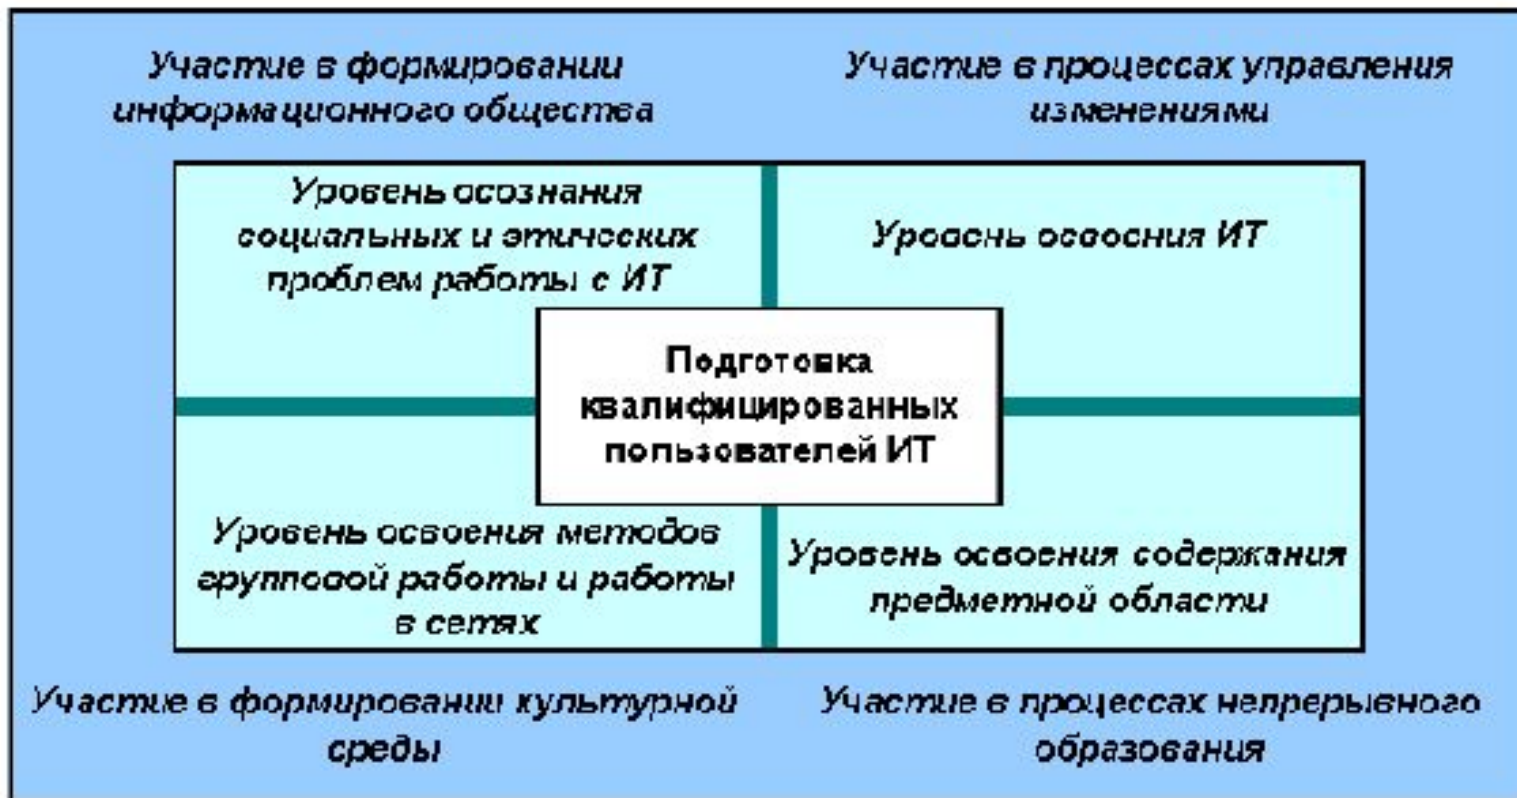 Участие в формировании
информационного общества
Участие в процессах управления
изменениями
Уровень осознания
социальных и этических
проблем работы с ИТ
Уровень освоения ИТ
Подготовка
квалифицированных
пользователей ИТ
Уровень освоения методов
групповой работы и работы
в сетях
Уровень освоения содержания
предметной области
Участие в формировании культурной
среды
Участие в процессах непрерывного
образования